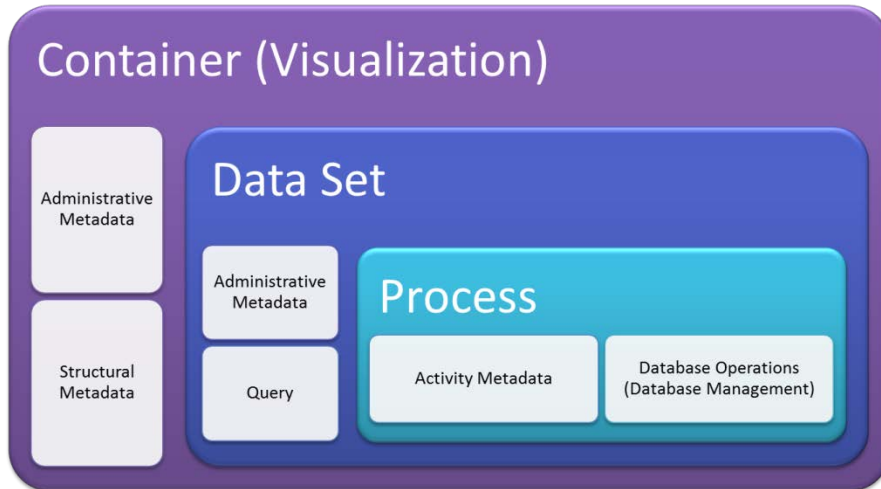 Container (Visualization)
Administrative
Metadata
Structural
Metadata
Data Set
Administrative
Metadata
Query
Process
Activity Metadata
Database Operations
(Database Management)